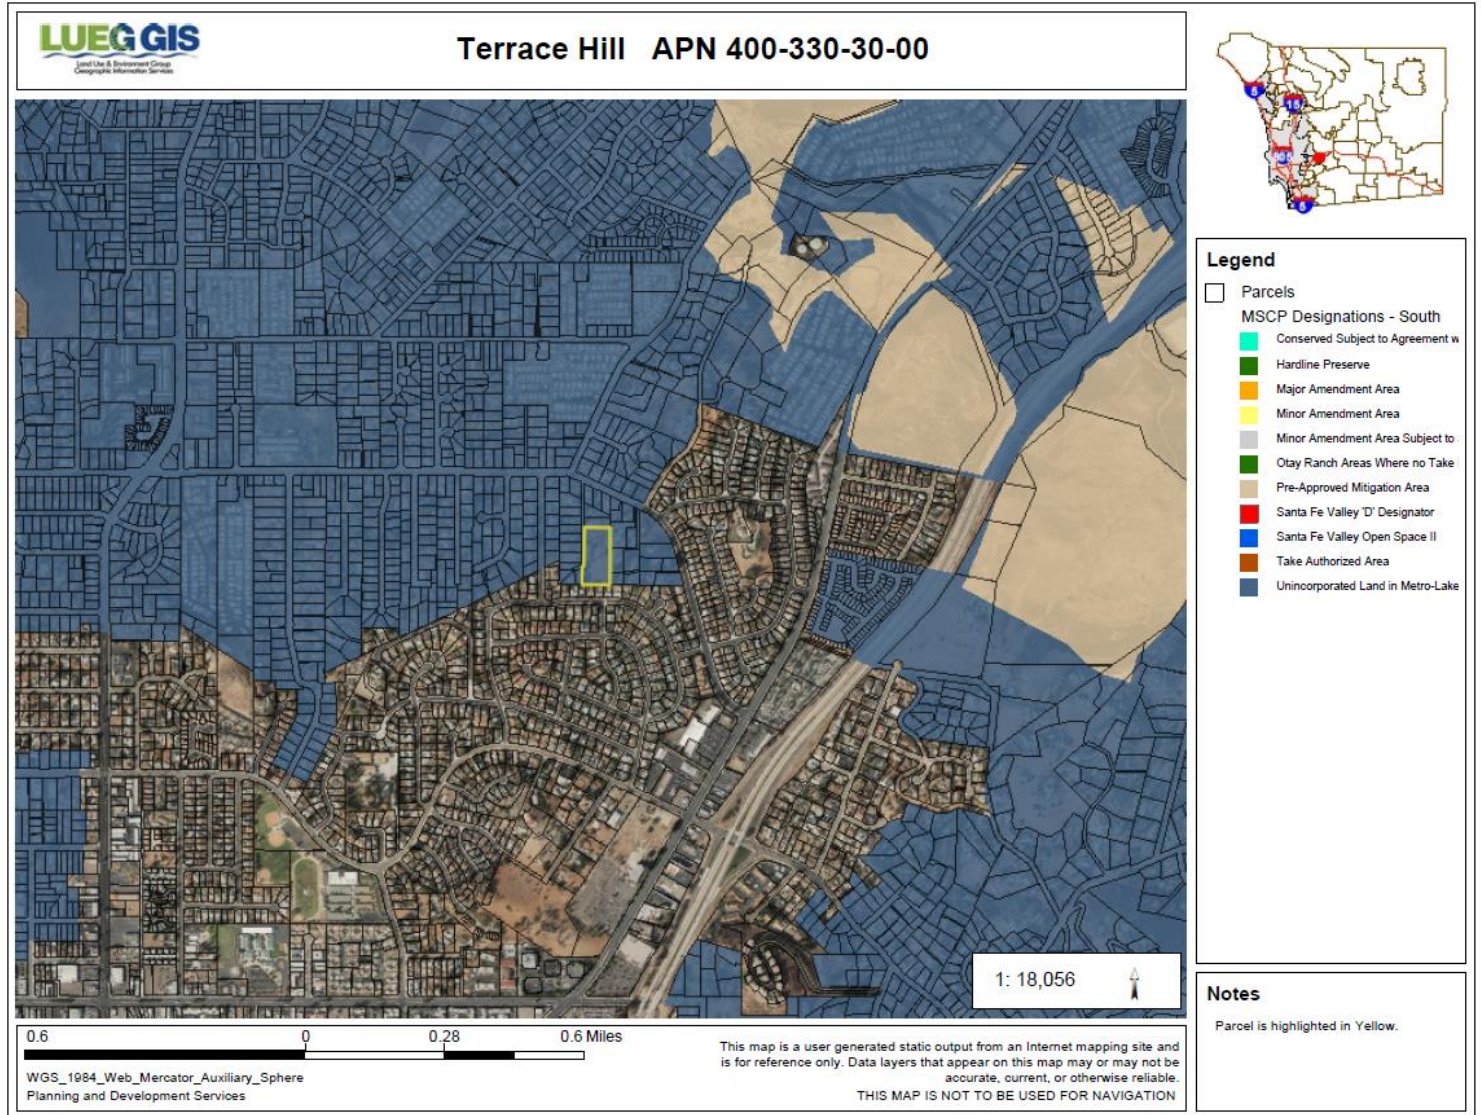 LUEG GIS
Land Use & Environment Group
Geographic Information Services
Terrace Hill APN 400-330-30-00
5
15
805
5
Legend
Parcels
MSCP Designations - South
Conserved Subject to Agreement w
Hardline Preserve
Major Amendment Area
Minor Amendment Area
Minor Amendment Area Subject to
Otay Ranch Areas Where no Take
Pre-Approved Mitigation Area
Santa Fe Valley 'D' Designator
Santa Fe Valley Open Space II
Take Authorized Area
Unincorporated Land in Metro-Lake
1: 18,056
Notes
Parcel is highlighted in Yellow.
0.6 0 0.28 0.6 Miles
WGS_1984_Web_Mercator_Auxiliary_Sphere
Planning and Development Services
This map is a user generated static output from an Internet mapping site and
is for reference only. Data layers that appear on this map may or may not be
accurate, current, or otherwise reliable.
THIS MAP IS NOT TO BE USED FOR NAVIGATION